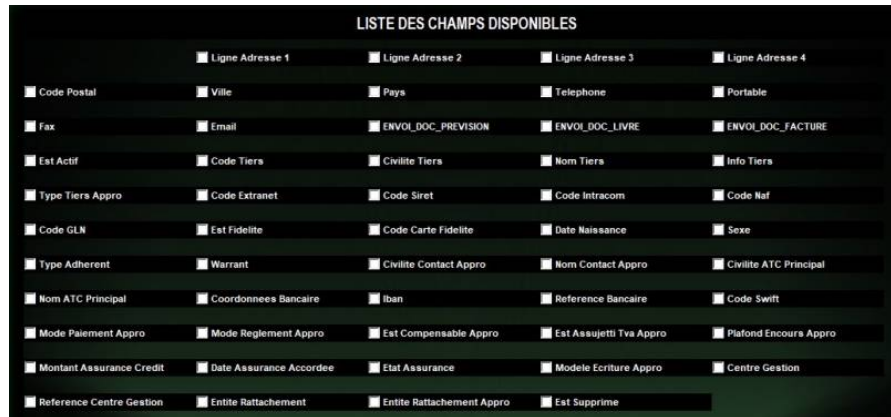 LISTE DES CHAMPS DISPONIBLES
Ligne Adresse 1 Ligne Adresse 2 Ligne Adresse 3 Ligne Adresse 4
Code Postal Ville Pays Telephone Portable
Fax Email ENVOI_DOC_PREVISION ENVOI_DOC_LIVRE ENVOI_DOC_FACTURE
Est Actif Code Tiers Civilite Tiers Nom Tiers Info Tiers
Type Tiers Appro Code Extranet Code Siret Code Intracom Code Naf
Code GLN Est Fidelite Code Carte Fidelite Date Naissance Sexe
Type Adherent Warrant Civilite Contact Appro Nom Contact Appro Civilite ATC Principal
Nom ATC Principal Coordonnees Bancaire Iban Reference Bancaire Code Swift
Mode Paiement Appro Mode Reglement Appro Est Compensable Appro Est Assujetti Tva Appro Plafond Encours Appro
Montant Assurance Credit Date Assurance Accordee Etat Assurance Modele Ecriture Appro Centre Gestion
Reference Centre Gestion Entite Rattachement Entite Rattachement Appro Est Supprime